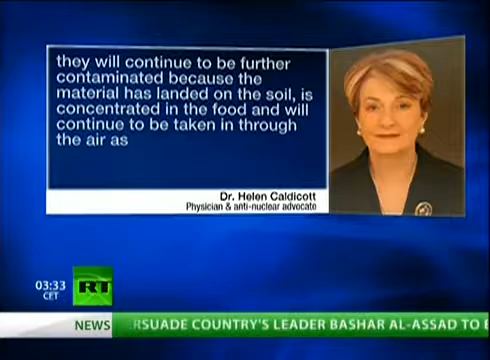 they will continue to be further
contaminated because the
material has landed on the soil, is
concentrated in the food and will
continue to be taken in through
the air as
Dr. Helen Caldicott
Physician & anti-nuclear advocate
03:33
CET
RT
NEWS
ERSUADE COUNTRY'S LEADER BASHAR AL-ASSAD TO E